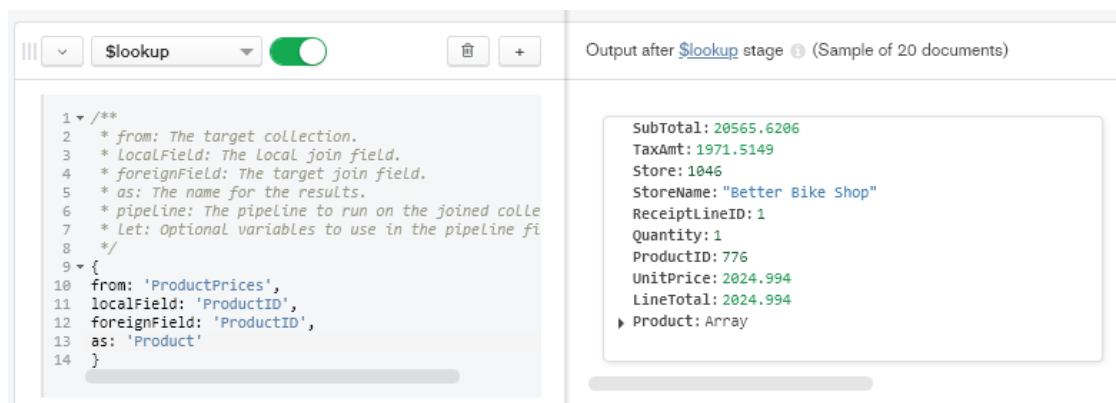 $lookup
+
Output after $lookup stage (Sample of 20 documents)
1 /**
2 * from: The target collection.
3 * localField: The local join field.
4 * foreignField: The target join field.
5 * as: The name for the results.
6 * pipeline: The pipeline to run on the joined colle
7 * let: Optional variables to use in the pipeline fi
8 */
9 {
10 from: 'ProductPrices',
11 localField: 'ProductID',
12 foreignField: 'ProductID',
13 as: 'Product'
14 }
SubTotal: 20565.6206
TaxAmt: 1971.5149
Store: 1046
StoreName: "Better Bike Shop"
ReceiptLineID: 1
Quantity: 1
ProductID: 776
UnitPrice: 2024.994
LineTotal: 2024.994
Product: Array